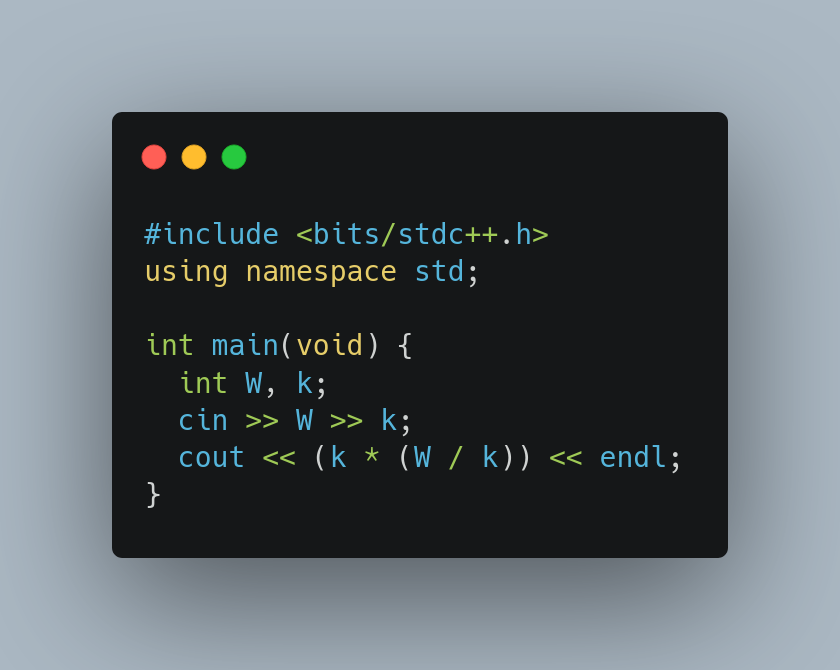 #include <bits/stdc++.h>
using namespace std;

int main(void) {
  int W, k;
  cin >> W >> k;
  cout << (k * (W / k)) << endl;
}